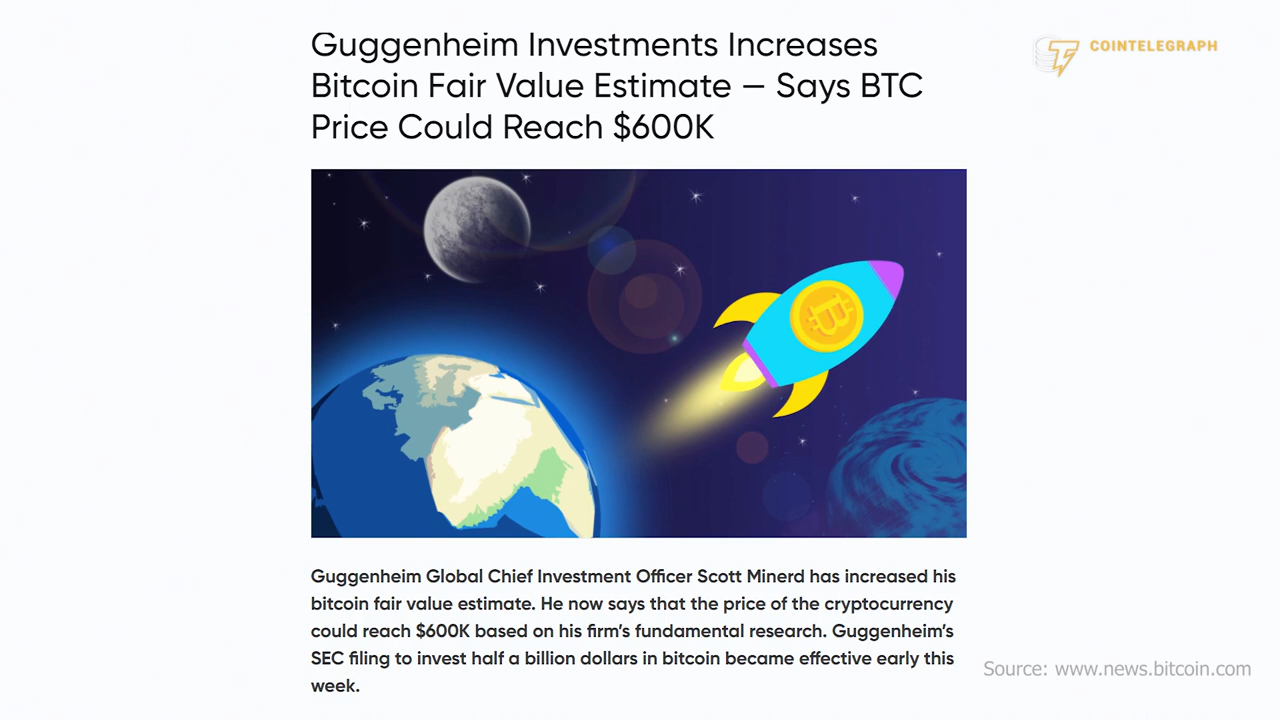 Guggenheim Investments Increases
Bitcoin Fair Value Estimate — Says BTC
Price Could Reach $600K
COINTELEGRAPH
Guggenheim Global Chief Investment Officer Scott Minerd has increased his
bitcoin fair value estimate. He now says that the price of the cryptocurrency
could reach $600K based on his firm's fundamental research. Guggenheim's
SEC filing to invest half a billion dollars in bitcoin became effective early this
week.
Source: www.news.bitcoin.com